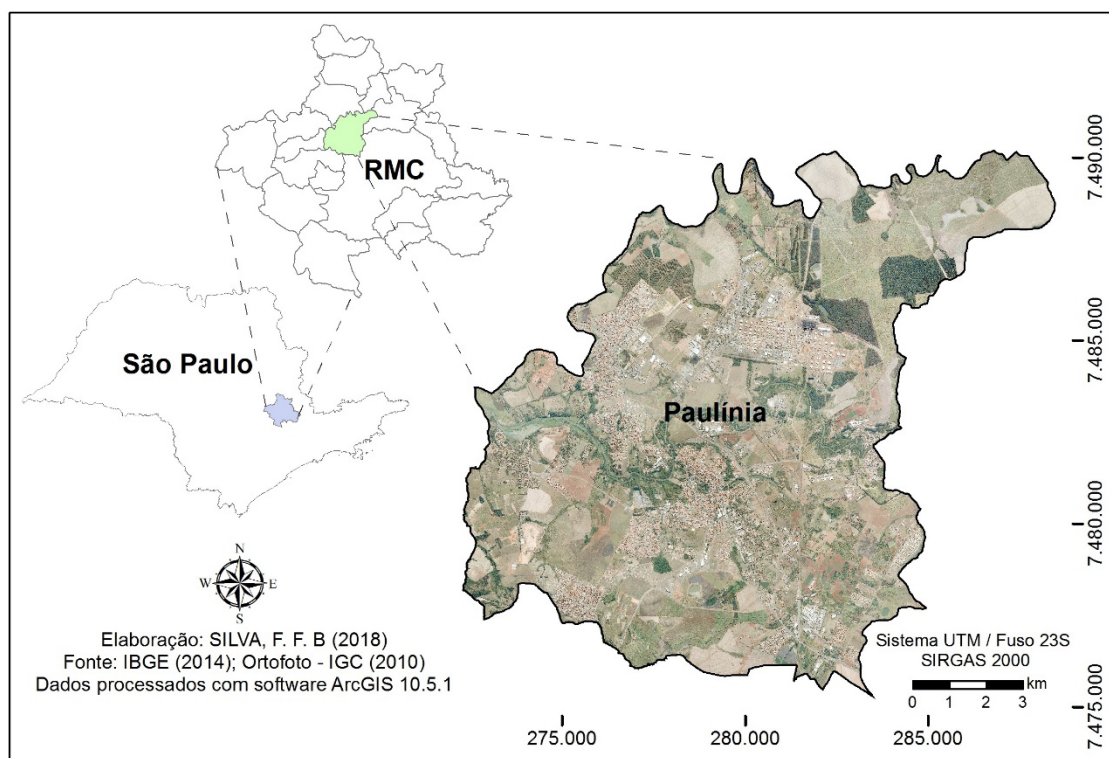 RMC
São Paulo
Paulínia
N
W
E
S
Elaboração: SILVA, F. F. B (2018)
Fonte: IBGE (2014); Ortofoto - IGC (2010)
Dados processados com software ArcGIS 10.5.1
Sistema UTM / Fuso 23S
SIRGAS 2000
km
0 1 2 3
7.490.000
7.485.000
7.480.000
7.475.000
275.000 280.000 285.000